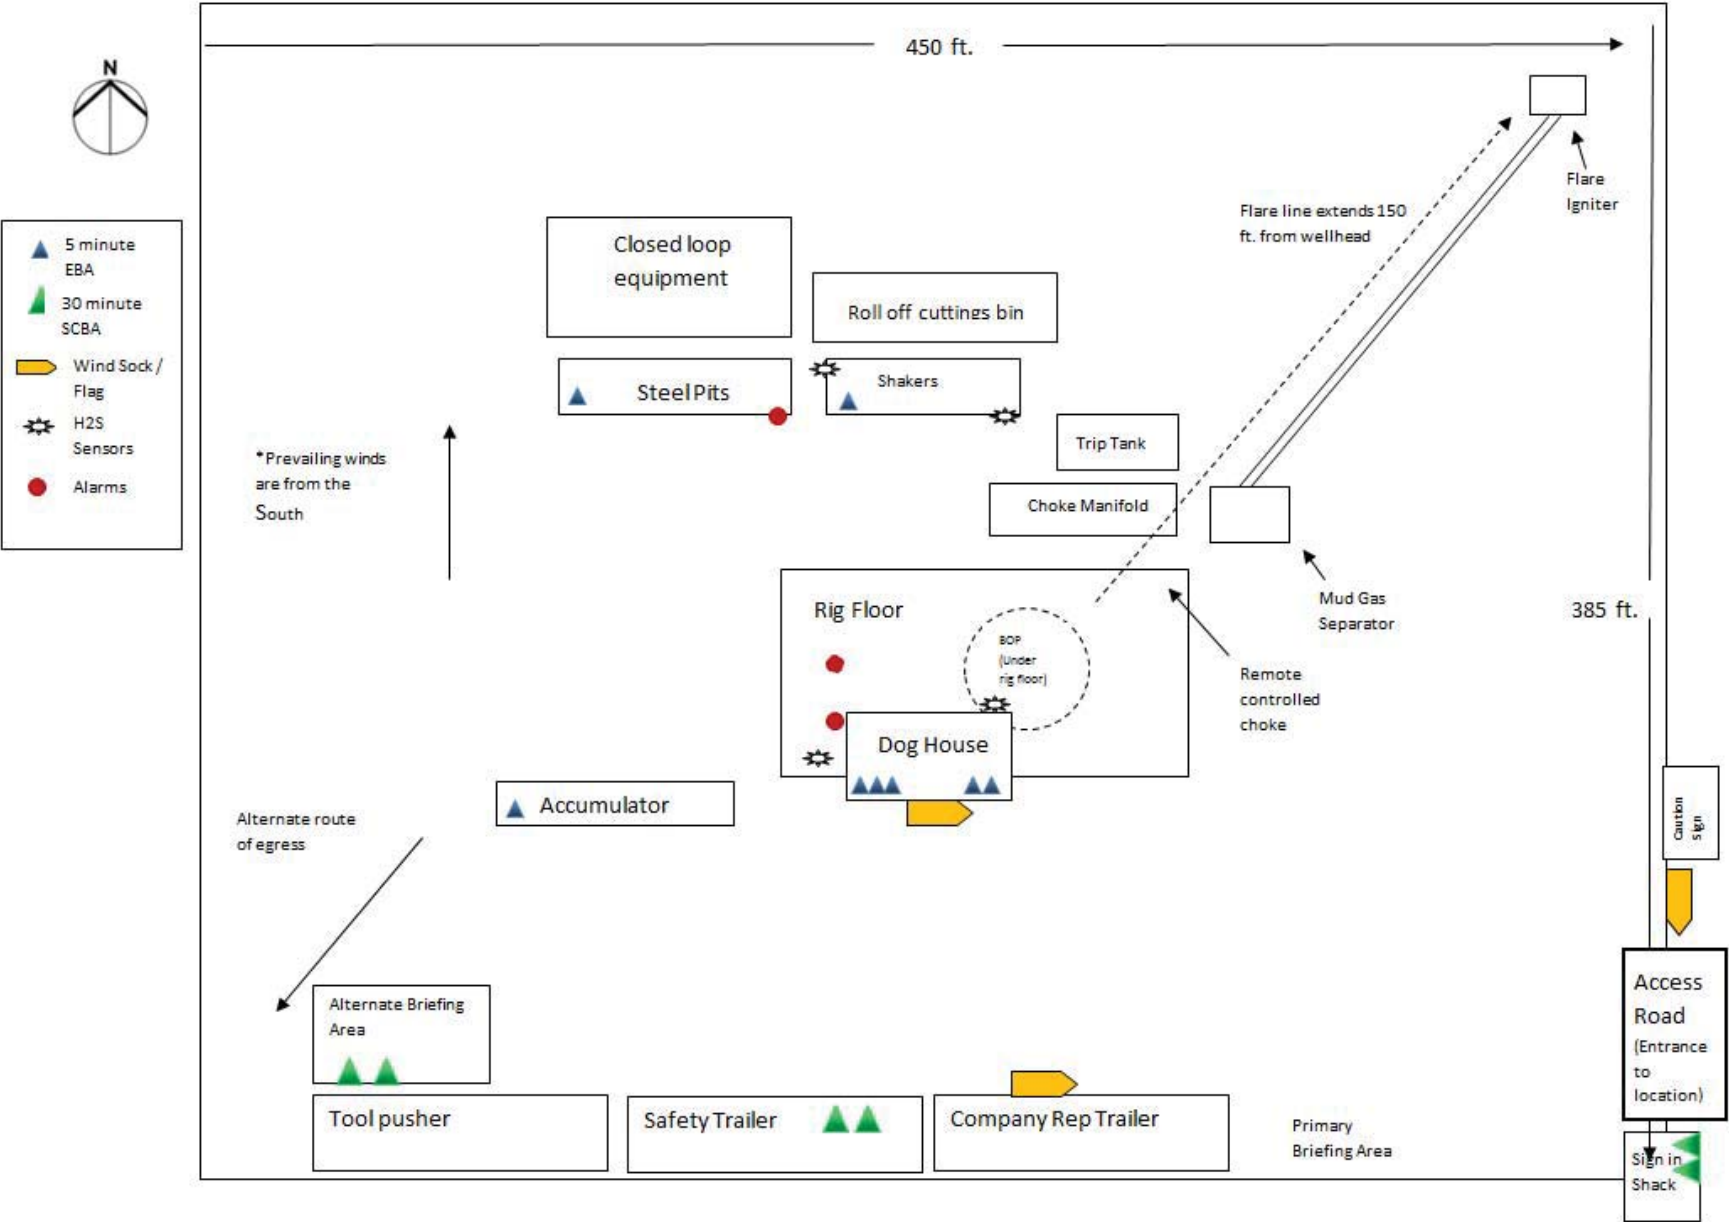 450 ft.
N
Flare
Igniter
Flare line extends 150
ft. from wellhead
5 minute
EBA
30 minute
SCBA
Wind Sock /
Flag
H2S
Sensors
Alarms
Closed loop
equipment
Roll off cuttings bin
Steel Pits
Shakers
Trip Tank
Choke Manifold
*Prevailing winds
are from the
South
Mud Gas
Separator
385 ft.
Rig Floor
BOP
(Under
rig floor)
Remote
controlled
choke
Dog House
Accumulator
Alternate route
of egress
Caution
sign
Access
Road
(Entrance
to
location)
Alternate Briefing
Area
Tool pusher
Safety Trailer
Company Rep Trailer
Primary
Briefing Area
Sign in
Shack